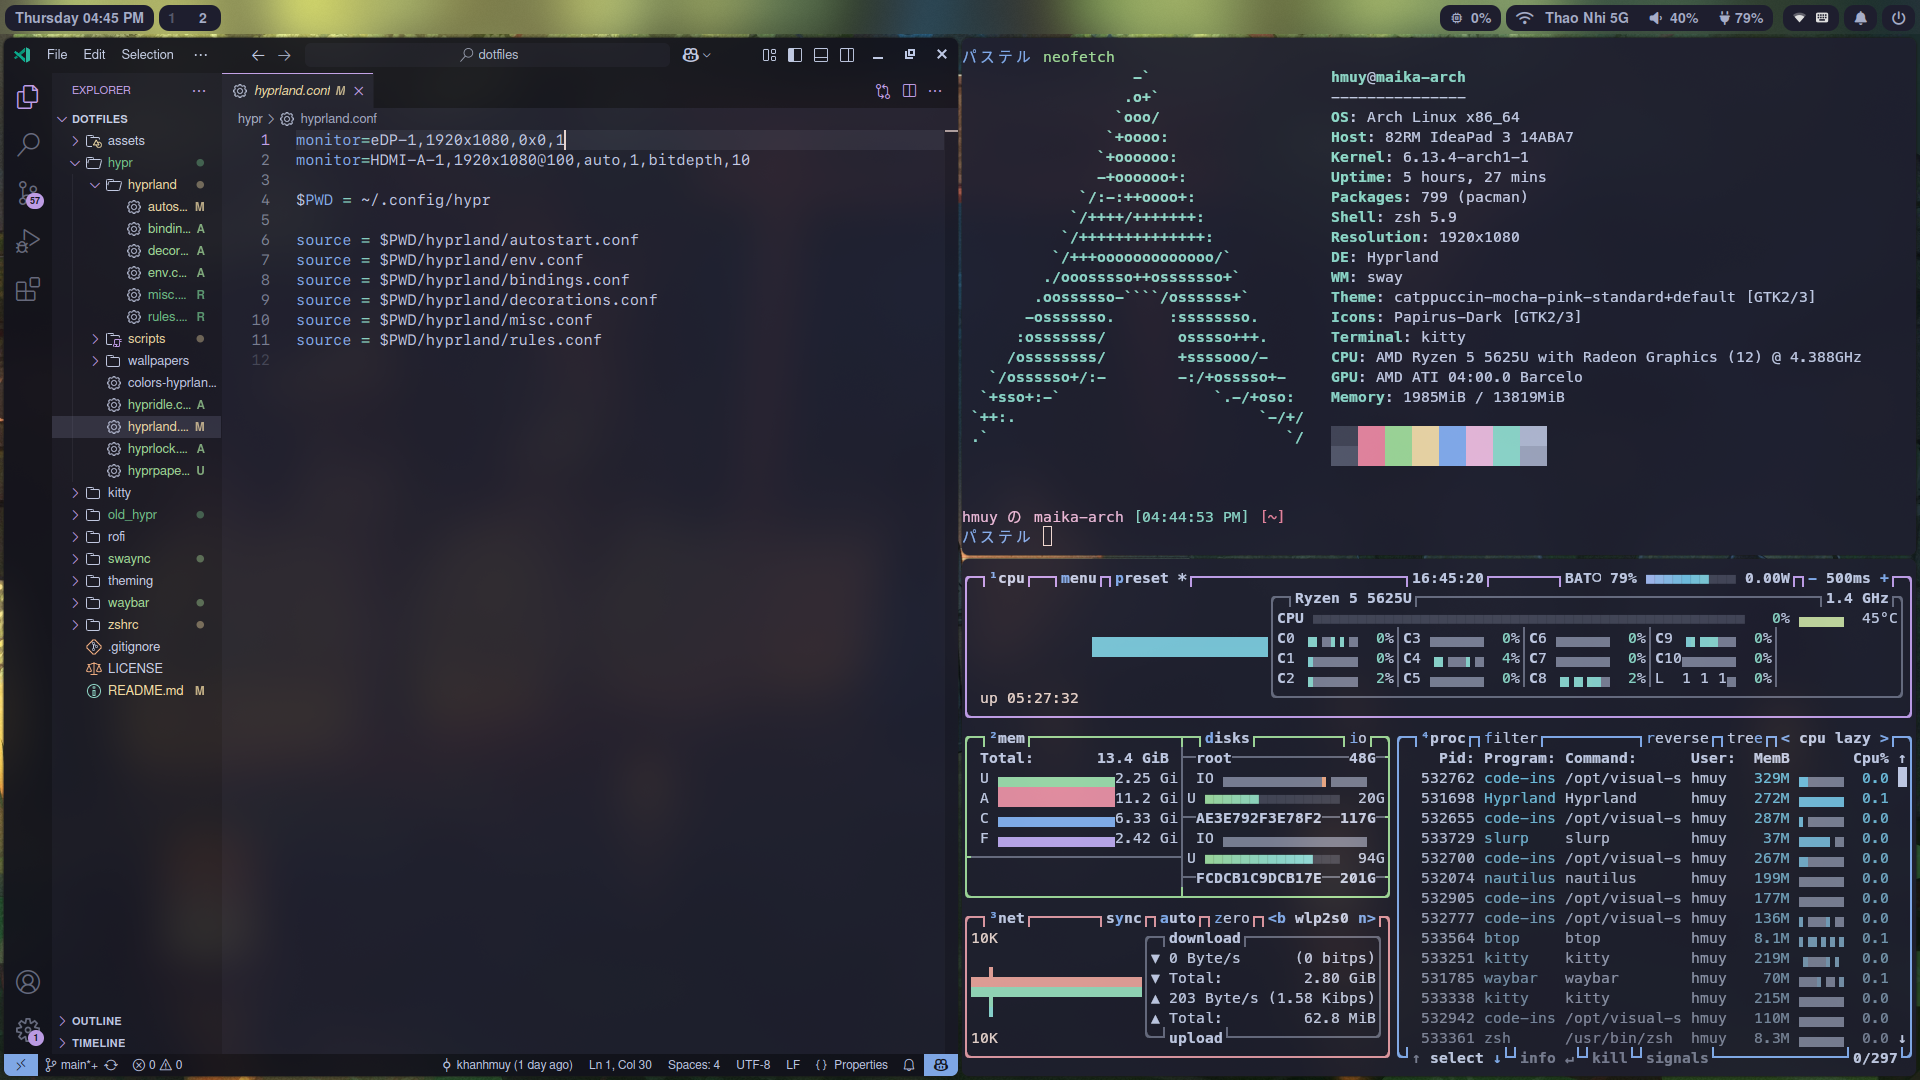 Thursday 04:45 PM
1 2
0%
Thao Nhi 5G 40% 79%
File Edit Selection ···
dotfiles
EXPLORER ···
DOTFILES
assets
hypr
hyprland
autos... M
bindin... A
decor... A
env.c... A
misc.... R
rules.... R
scripts
wallpapers
colors-hyprlan...
hypridle.c... A
hyprland.... M
hyprlock.... A
hyprpape... U
kitty
old_hypr
rofi
swaync
theming
waybar
zshrc
.gitignore
LICENSE
README.md M
OUTLINE
TIMELINE
57
1
hyprland.conf M
hypr > hyprland.conf
1 monitor=eDP-1,1920x1080,0x0,1
2 monitor=HDMI-A-1,1920x1080@100,auto,1,bitdepth,10
3
4 $PWD = ~/.config/hypr
5
6 source = $PWD/hyprland/autostart.conf
7 source = $PWD/hyprland/env.conf
8 source = $PWD/hyprland/bindings.conf
9 source = $PWD/hyprland/decorations.conf
10 source = $PWD/hyprland/misc.conf
11 source = $PWD/hyprland/rules.conf
12
main*+ 0 0 khanhmuy (1 day ago) Ln 1, Col 30 Spaces: 4 UTF-8 LF {} Properties
パステル neofetch
-`
.o+`
`ooo/
`+oooo:
`+oooooo:
-+oooooo+:
`/:-:++oooo+:
`/++++/+++++++:
`/++++++++++++++:
`/+++ooooooooooooo/`
./ooosssso++osssssso+`
.oossssso-````/ossssss+`
-osssssso. :ssssssso.
:osssssss/ osssso+++.
/ossssssss/ +ssssooo/-
`/ossssso+/:- -:/+osssso+-
`+sso+:-` `.-/+oso:
`++:. `-/+/
.` `/
hmuy@maika-arch
---------------
OS: Arch Linux x86_64
Host: 82RM IdeaPad 3 14ABA7
Kernel: 6.13.4-arch1-1
Uptime: 5 hours, 27 mins
Packages: 799 (pacman)
Shell: zsh 5.9
Resolution: 1920x1080
DE: Hyprland
WM: sway
Theme: catppuccin-mocha-pink-standard+default [GTK2/3]
Icons: Papirus-Dark [GTK2/3]
Terminal: kitty
CPU: AMD Ryzen 5 5625U with Radeon Graphics (12) @ 4.388GHz
GPU: AMD ATI 04:00.0 Barcelo
Memory: 1985MiB / 13819MiB
hmuy の maika-arch [04:44:53 PM] [~]
パステル
¹cpu menu preset * 16:45:20 BAT○ 79% 0.00W - 500ms +
Ryzen 5 5625U 1.4 GHz
CPU 0% 45°C
C0 0% C3 0% C6 0% C9 0%
C1 0% C4 4% C7 0% C10 0%
C2 2% C5 0% C8 2% L 1 1 1 0%
up 05:27:32
²mem
Total: 13.4 GiB
U 2.25 Gi
A 11.2 Gi
C 6.33 Gi
F 2.42 Gi
disks io
root 48G
IO
U 20G
AE3E792F3E78F2 117G
IO
U 94G
FCDCB1C9DCB17E 201G
³net sync auto zero <b wlp2s0 n>
10K
10K
download
▼ 0 Byte/s (0 bitps)
▼ Total: 2.80 GiB
▲ 203 Byte/s (1.58 Kibps)
▲ Total: 62.8 MiB
upload
⁴proc filter reverse tree < cpu lazy >
Pid: Program: Command: User: MemB Cpu% ↑
532762 code-ins /opt/visual-s hmuy 329M 0.0
531698 Hyprland Hyprland hmuy 272M 0.1
532655 code-ins /opt/visual-s hmuy 287M 0.0
533729 slurp slurp hmuy 37M 0.0
532700 code-ins /opt/visual-s hmuy 267M 0.0
532074 nautilus nautilus hmuy 199M 0.0
532905 code-ins /opt/visual-s hmuy 177M 0.0
532777 code-ins /opt/visual-s hmuy 136M 0.0
533564 btop btop hmuy 8.1M 0.1
533251 kitty kitty hmuy 219M 0.0
531785 waybar waybar hmuy 70M 0.1
533338 kitty kitty hmuy 215M 0.0
532942 code-ins /opt/visual-s hmuy 110M 0.0
533361 zsh /usr/bin/zsh hmuy 8.3M 0.0 ↓
↑ select ↓ info ↵ kill signals 0/297